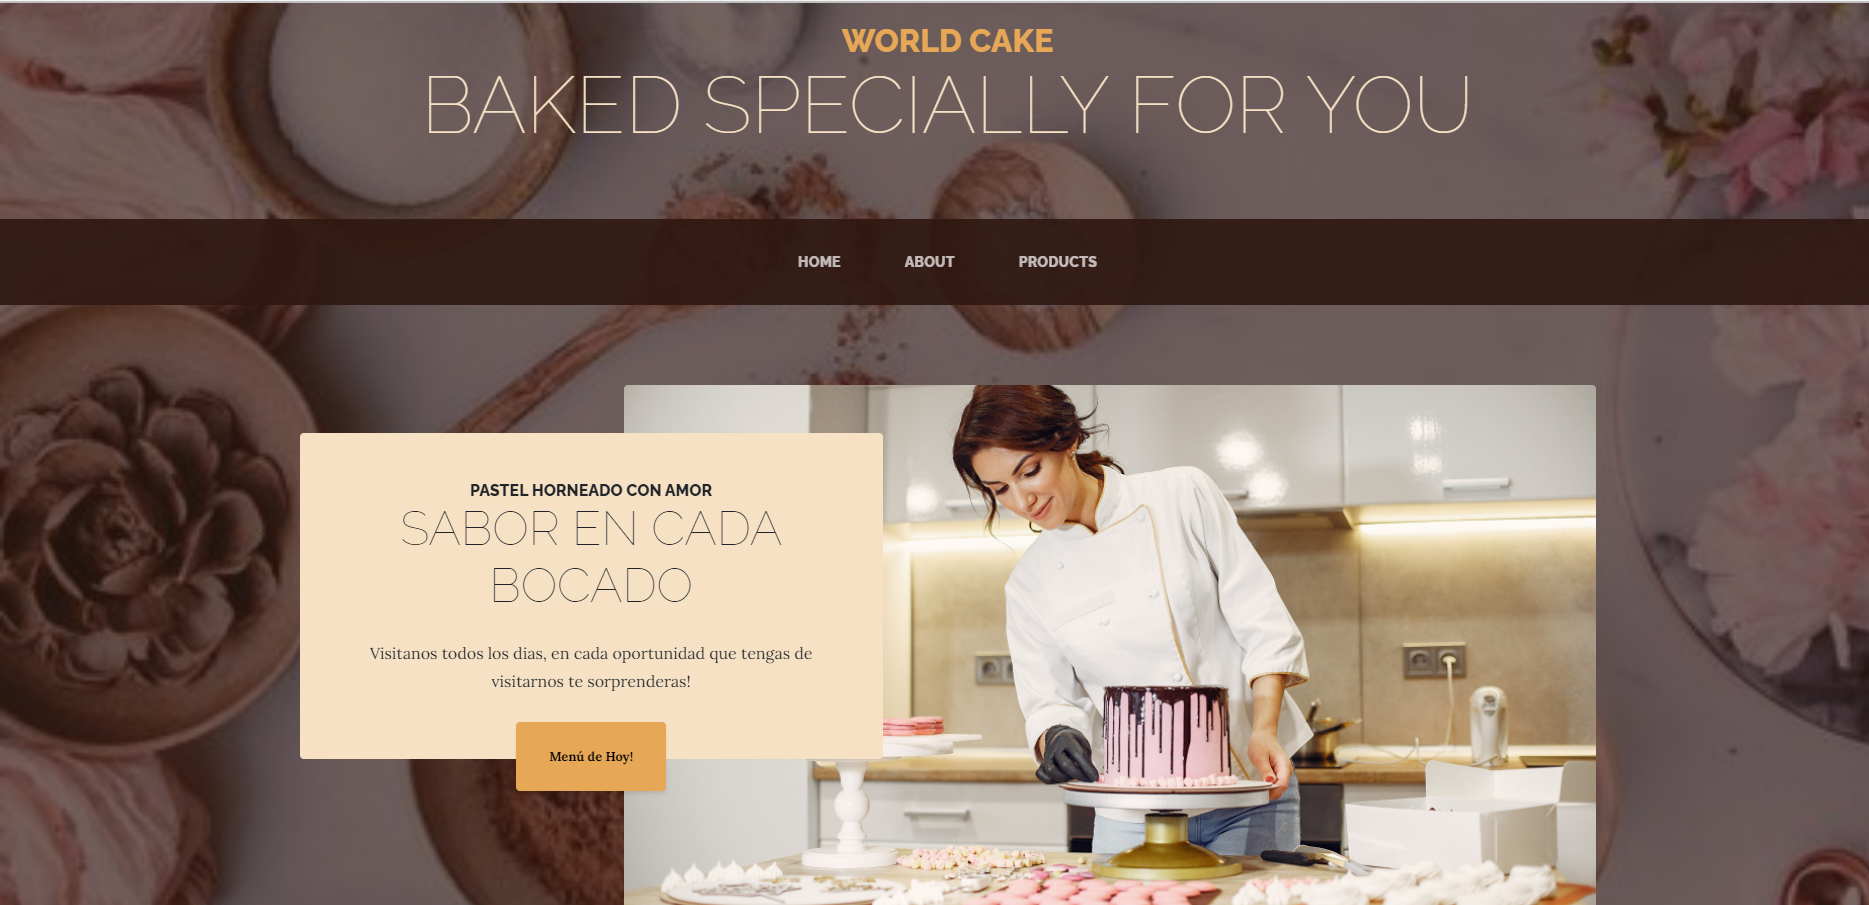 WORLD CAKE
BAKED SPECIALLY FOR YOU
HOME ABOUT PRODUCTS
PASTEL HORNEADO CON AMOR
SABOR EN CADA
BOCADO
Visitanos todos los dias, en cada oportunidad que tengas de
visitarnos te sorprenderas!
Menú de Hoy!